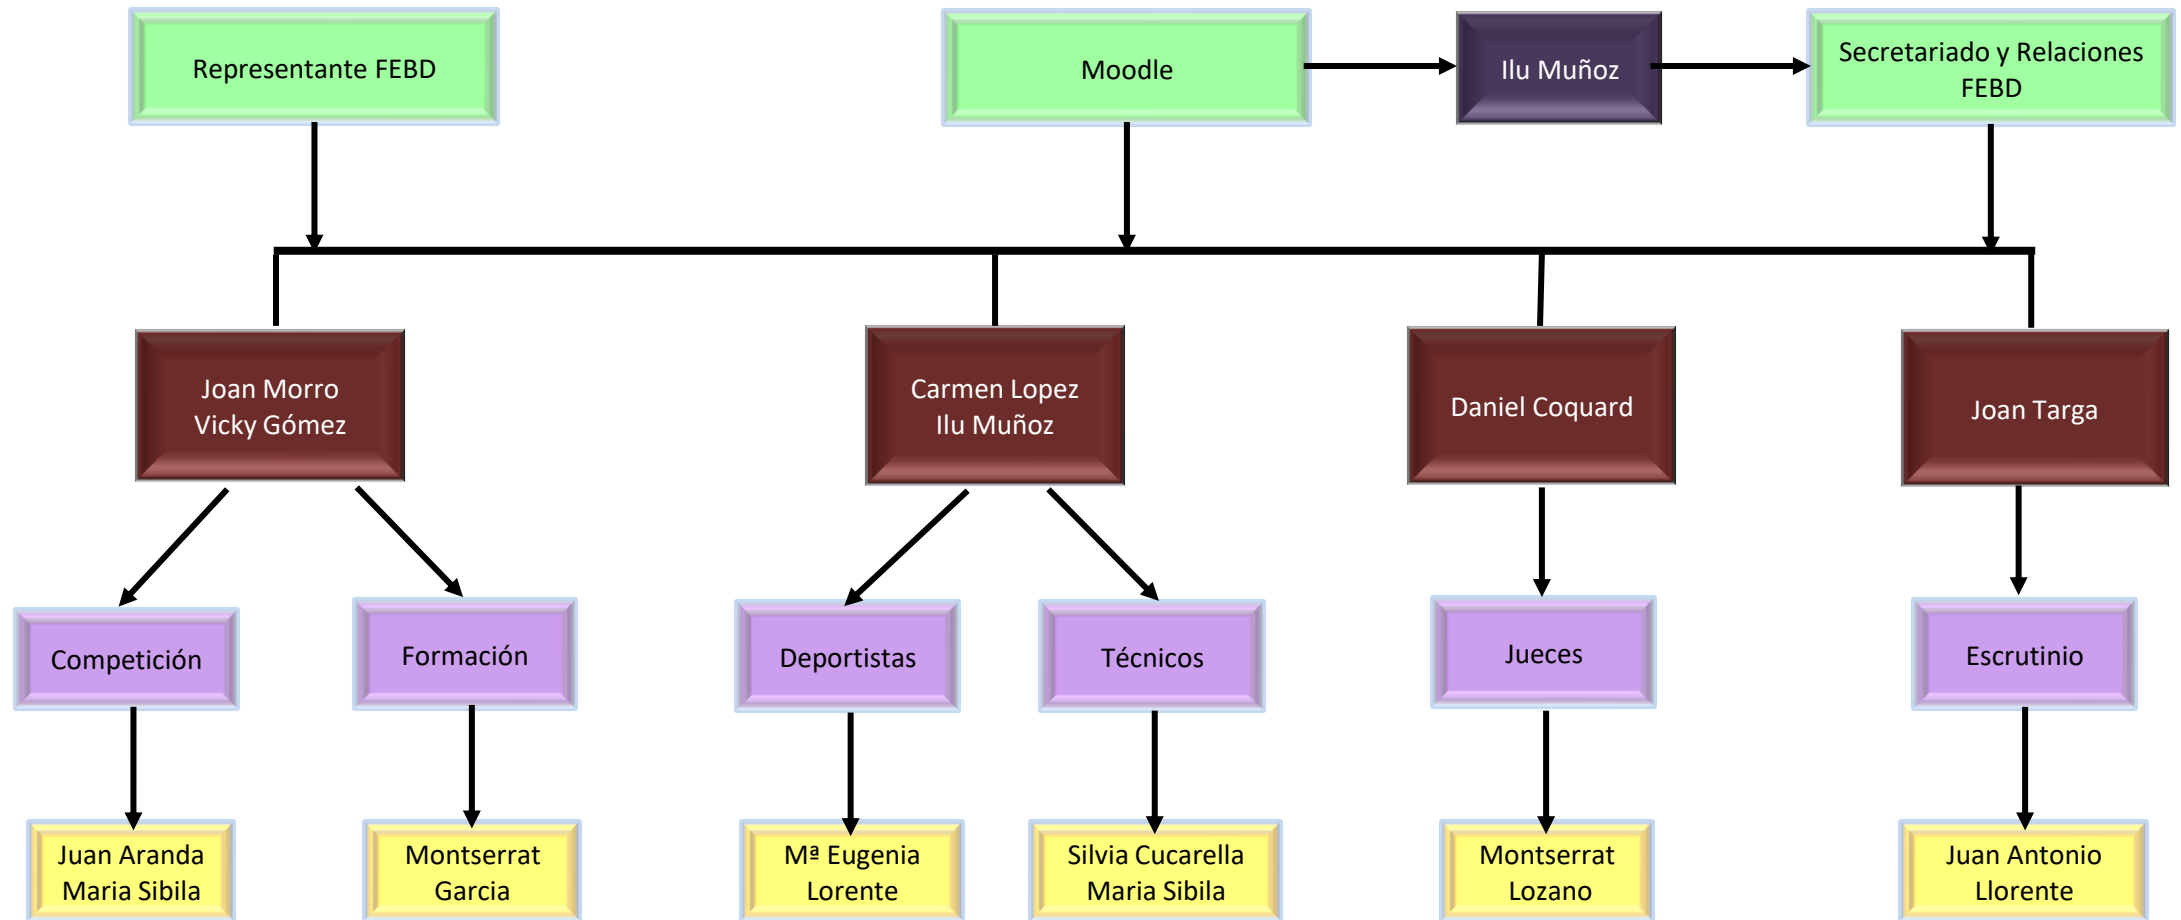 Representante FEBD
Moodle
Ilu Muñoz
Secretariado y Relaciones
FEBD
Joan Morro
Vicky Gómez
Carmen Lopez
Ilu Muñoz
Daniel Coquard
Joan Targa
Competición
Formación
Deportistas
Técnicos
Jueces
Escrutinio
Juan Aranda
Maria Sibila
Montserrat
Garcia
Mª Eugenia
Lorente
Silvia Cucarella
Maria Sibila
Montserrat
Lozano
Juan Antonio
Llorente